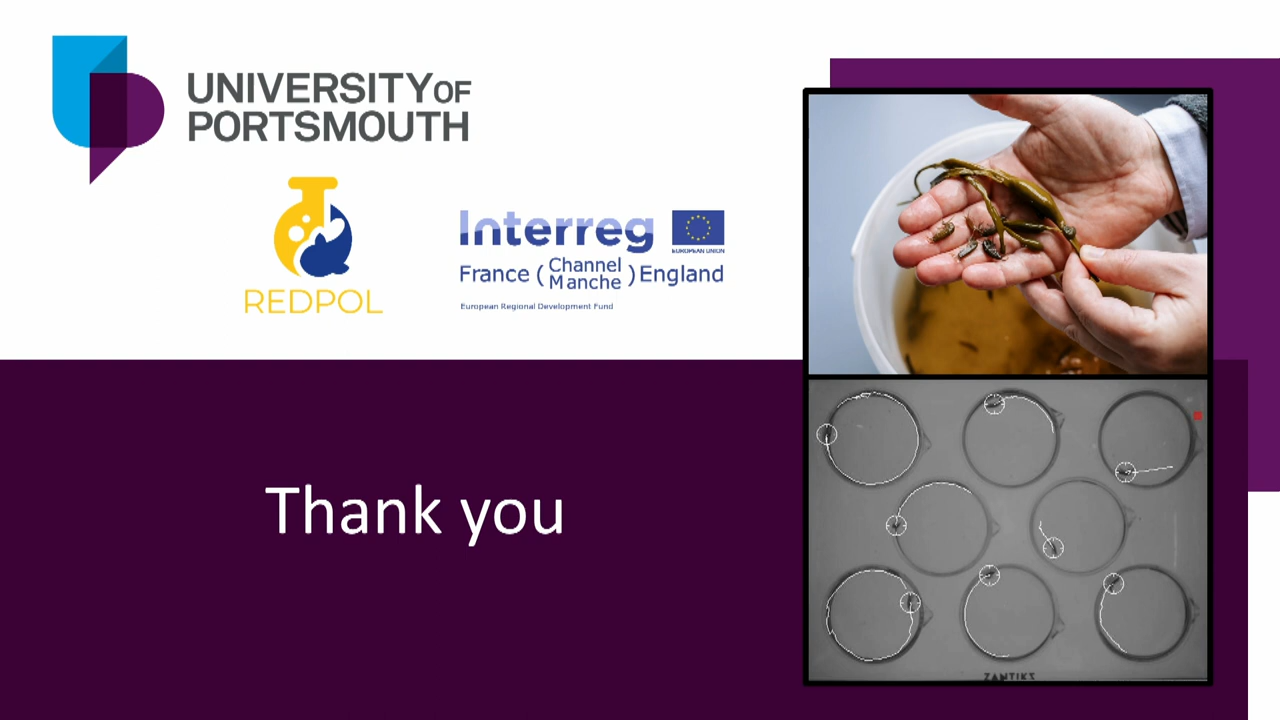 UNIVERSITY OF
PORTSMOUTH
REDPOL
Interreg
EUROPEAN UNION
France ( Channel Manche ) England
European Regional Development Fund
Thank you
ZANTIKS